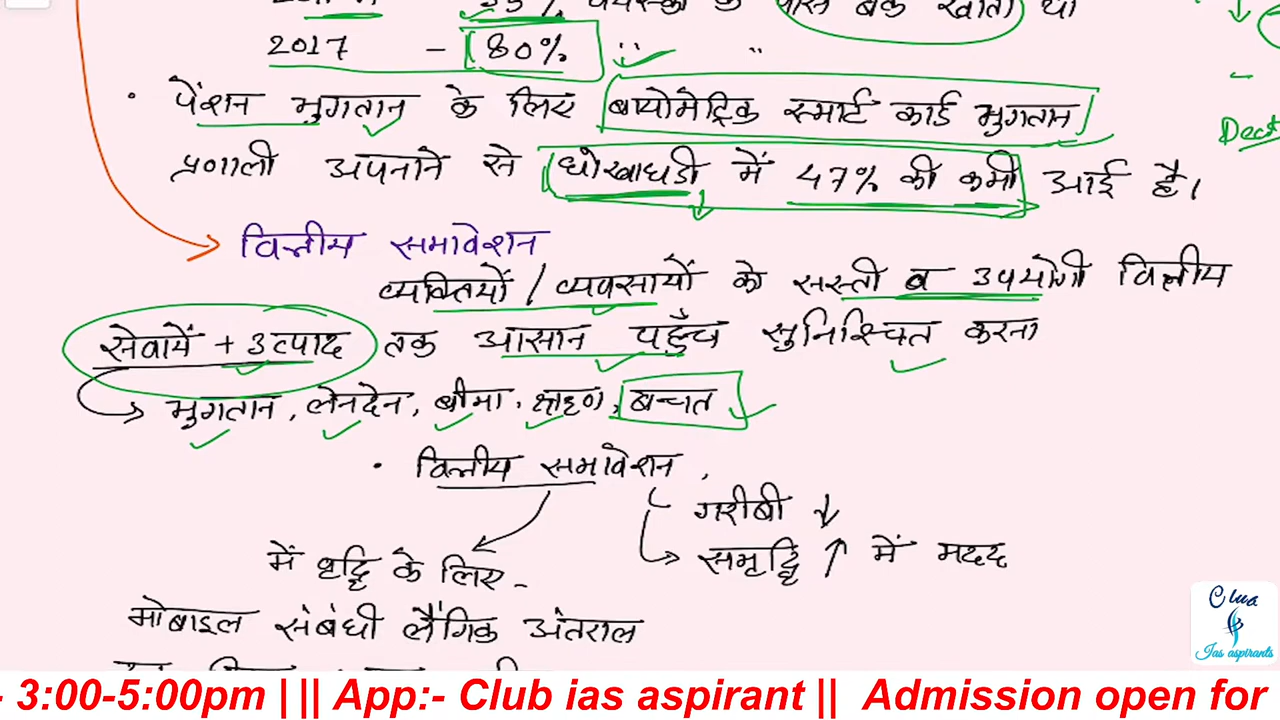 के पास बैंक खाता था
2017 - 80% ✓ "
· पेंशन भुगतान के लिए बायोमेट्रिक स्मार्ट कार्ड भुगतान
प्रणाली अपनाने से धोखाधडी में 47% की कमी आई है।
Dect
वित्तीय समावेशन
व्यक्तियों / व्यवसायों को सस्ती व उपयोगी वित्तीय
सेवायें + उत्पाद तक आसान पहुँच सुनिश्चित करना
भुगतान, लेनदेन, बीमा, ऋण, बचत
· वित्तीय समावेशन,
गरीबी ↓
समृद्धि ↑ में मदद
में वृद्धि के लिए -
मोबाइल संबंधी लैंगिक अंतराल
Club
Ias aspirants
- 3:00-5:00pm | || App:- Club ias aspirant || Admission open for